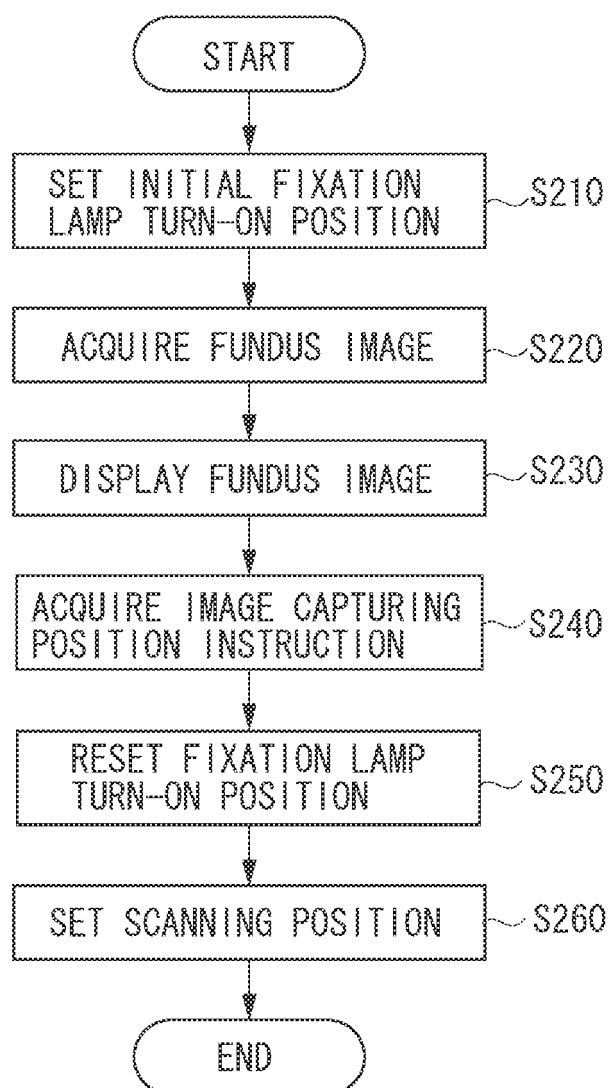 START
SET INITIAL FIXATION
LAMP TURN-ON POSITION
S210
ACQUIRE FUNDUS IMAGE
S220
DISPLAY FUNDUS IMAGE
S230
ACQUIRE IMAGE CAPTURING
POSITION INSTRUCTION
S240
RESET FIXATION LAMP
TURN-ON POSITION
S250
SET SCANNING POSITION
S260
END